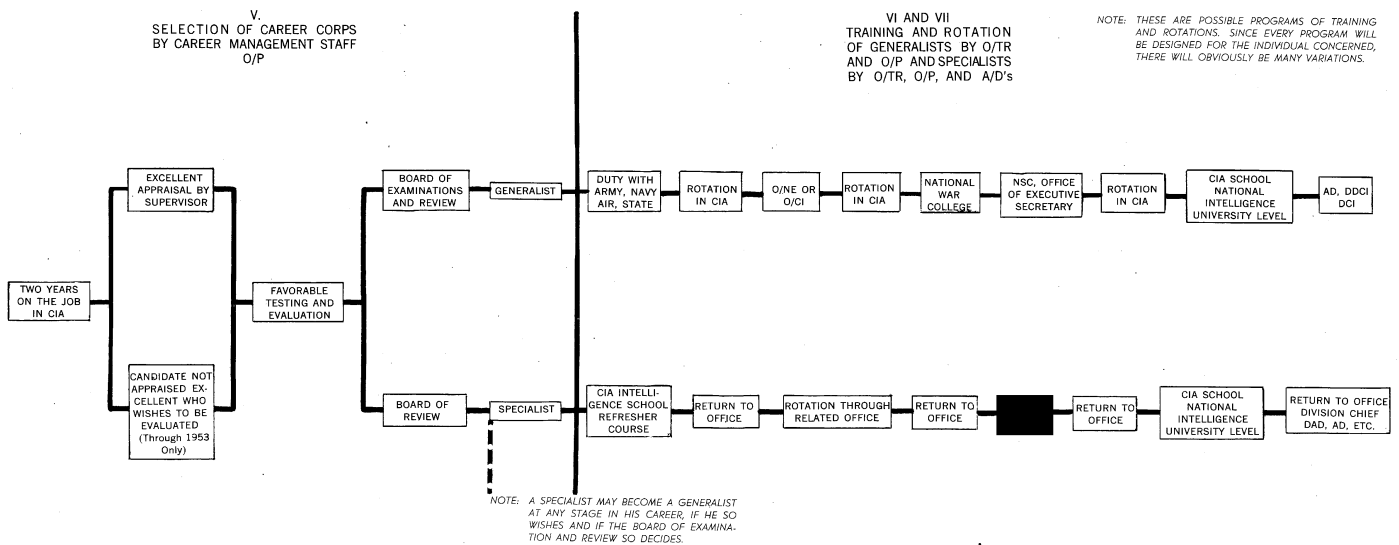 V.
SELECTION OF CAREER CORPS
BY CAREER MANAGEMENT STAFF
O/P
VI AND VII
TRAINING AND ROTATION
OF GENERALISTS BY O/TR
AND O/P AND SPECIALISTS
BY O/TR, O/P, AND A/D's
NOTE: THESE ARE POSSIBLE PROGRAMS OF TRAINING
AND ROTATIONS. SINCE EVERY PROGRAM WILL
BE DESIGNED FOR THE INDIVIDUAL CONCERNED,
THERE WILL OBVIOUSLY BE MANY VARIATIONS.
TWO YEARS
ON THE JOB
IN CIA
EXCELLENT
APPRAISAL BY
SUPERVISOR
CANDIDATE NOT
APPRAISED EX-
CELLENT WHO
WISHES TO BE
EVALUATED
(Through 1953
Only)
FAVORABLE
TESTING AND
EVALUATION
BOARD OF
EXAMINATIONS
AND REVIEW
GENERALIST
DUTY WITH
ARMY, NAVY
AIR, STATE
ROTATION
IN CIA
O/NE OR
O/CI
ROTATION
IN CIA
NATIONAL
WAR
COLLEGE
NSC, OFFICE
OF EXECUTIVE
SECRETARY
ROTATION
IN CIA
CIA SCHOOL
NATIONAL
INTELLIGENCE
UNIVERSITY LEVEL
AD, DDCI
DCI
BOARD OF
REVIEW
SPECIALIST
CIA INTELLI-
GENCE SCHOOL
REFRESHER
COURSE
RETURN TO
OFFICE
ROTATION THROUGH
RELATED OFFICE
RETURN TO
OFFICE
RETURN TO
OFFICE
CIA SCHOOL
NATIONAL
INTELLIGENCE
UNIVERSITY LEVEL
RETURN TO OFFICE
DIVISION CHIEF
DAD, AD, ETC.
NOTE: A SPECIALIST MAY BECOME A GENERALIST
AT ANY STAGE IN HIS CAREER, IF HE SO
WISHES AND IF THE BOARD OF EXAMINA-
TION AND REVIEW SO DECIDES.